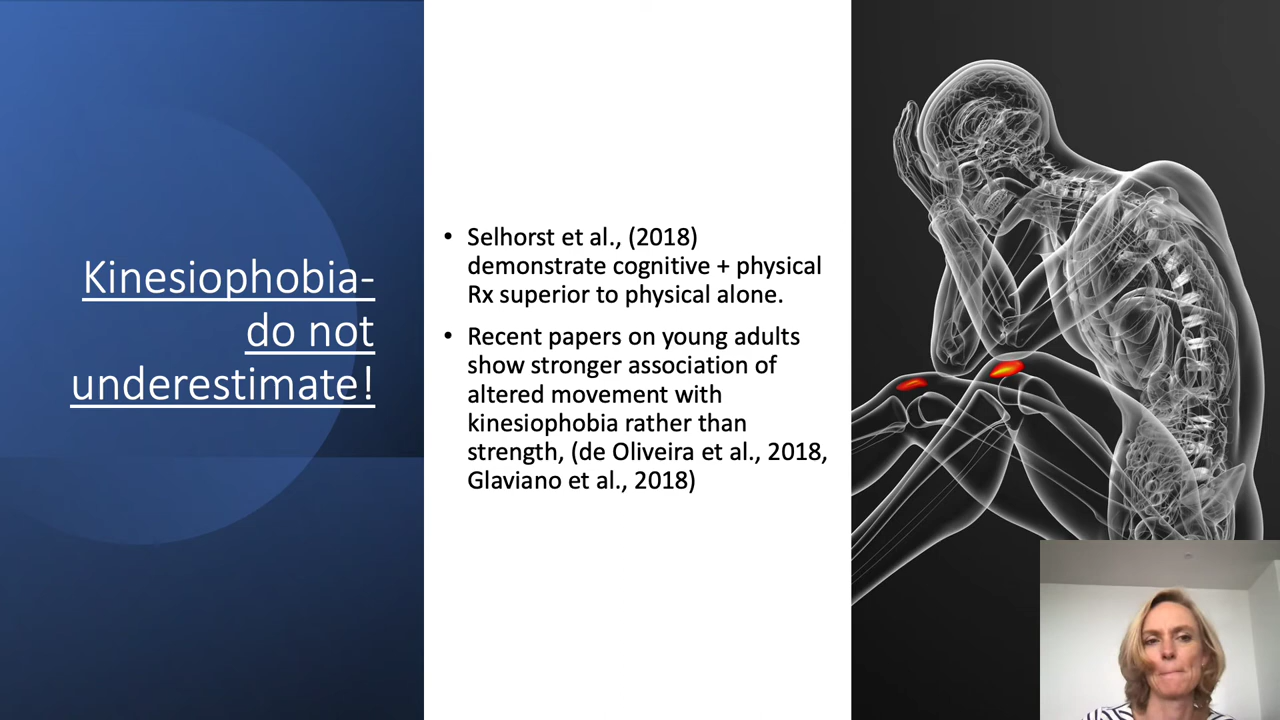 Kinesiophobia-
do not
underestimate!
• Selhorst et al., (2018)
demonstrate cognitive + physical
Rx superior to physical alone.
• Recent papers on young adults
show stronger association of
altered movement with
kinesiophobia rather than
strength, (de Oliveira et al., 2018,
Glaviano et al., 2018)